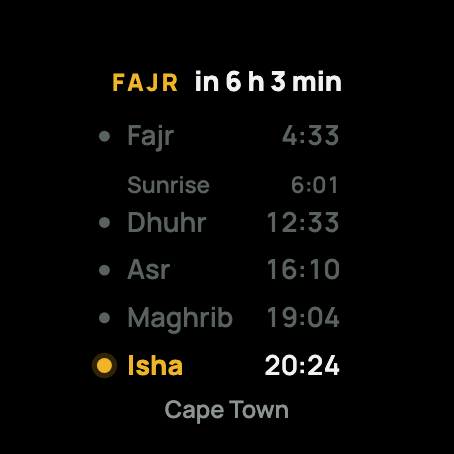 FAJR in 6 h 3 min
Fajr 4:33
Sunrise 6:01
Dhuhr 12:33
Asr 16:10
Maghrib 19:04
Isha 20:24
Cape Town